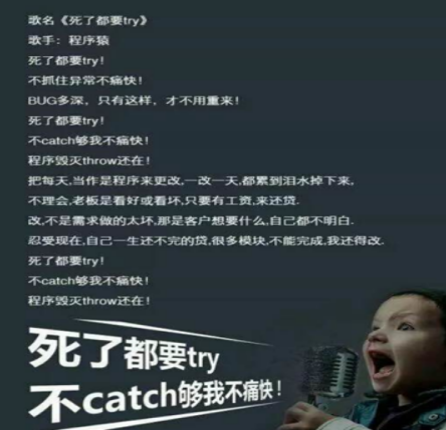 歌名《死了都要try》
歌手：程序猿
死了都要try！
不抓住异常不痛快！
BUG多深，只有这样，才不用重来！
死了都要try！
不catch够我不痛快！
程序毁灭throw还在！
把每天,当作是程序来更改,一改一天,都累到泪水掉下来,
不理会,老板是看好或看坏,只要有工资,来还贷.
改,不是需求做的太坏,那是客户想要什么,自己都不明白.
忍受现在,自己一生还不完的贷,很多模块,不能完成,我还得改.
死了都要try！
不catch够我不痛快！
程序毁灭throw还在！
死了都要try
不catch够我不痛快！